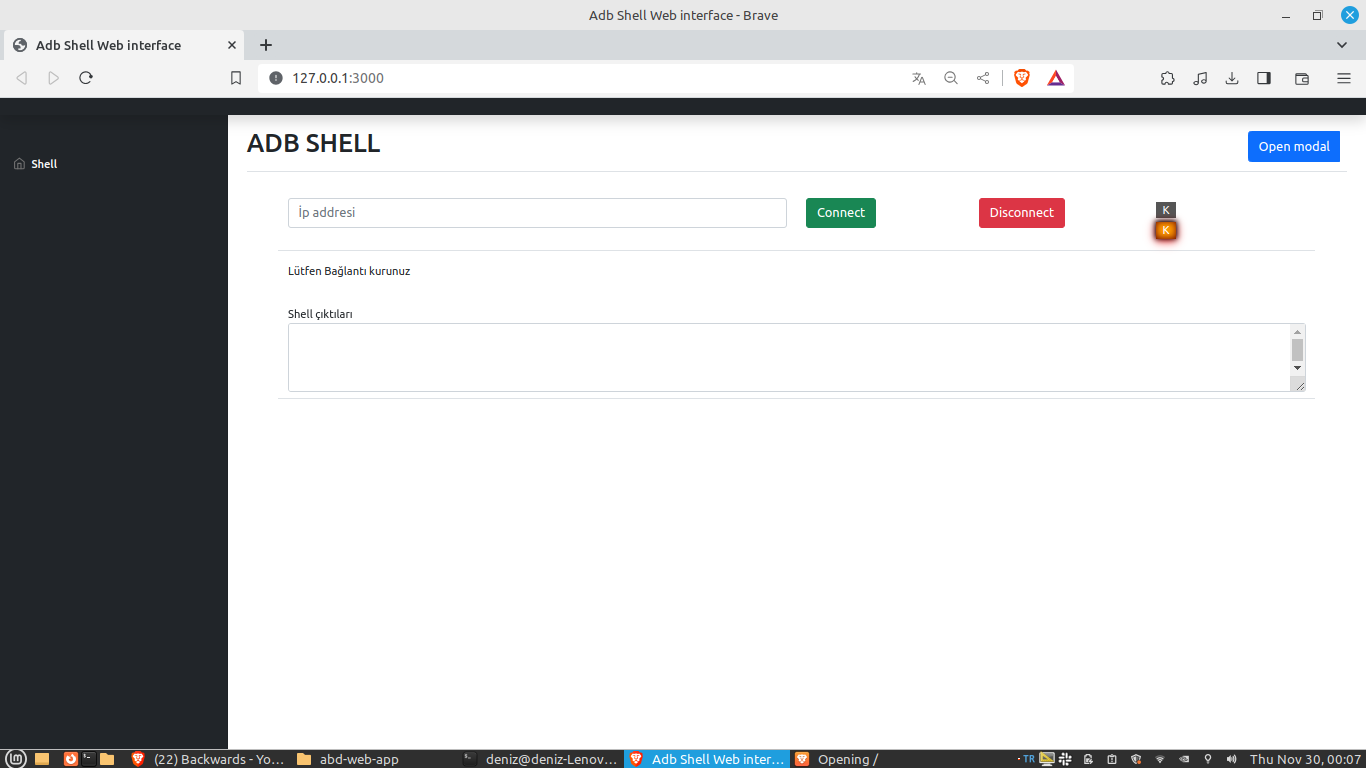 Adb Shell Web interface - Brave
Adb Shell Web interface
127.0.0.1:3000
Shell
ADB SHELL
Open modal
İp addresi
Connect
Disconnect
K
K
Lütfen Bağlantı kurunuz
Shell çıktıları
(22) Backwards - Yo...
abd-web-app
deniz@deniz-Lenov...
Adb Shell Web inter...
Opening /
TR
Thu Nov 30, 00:07